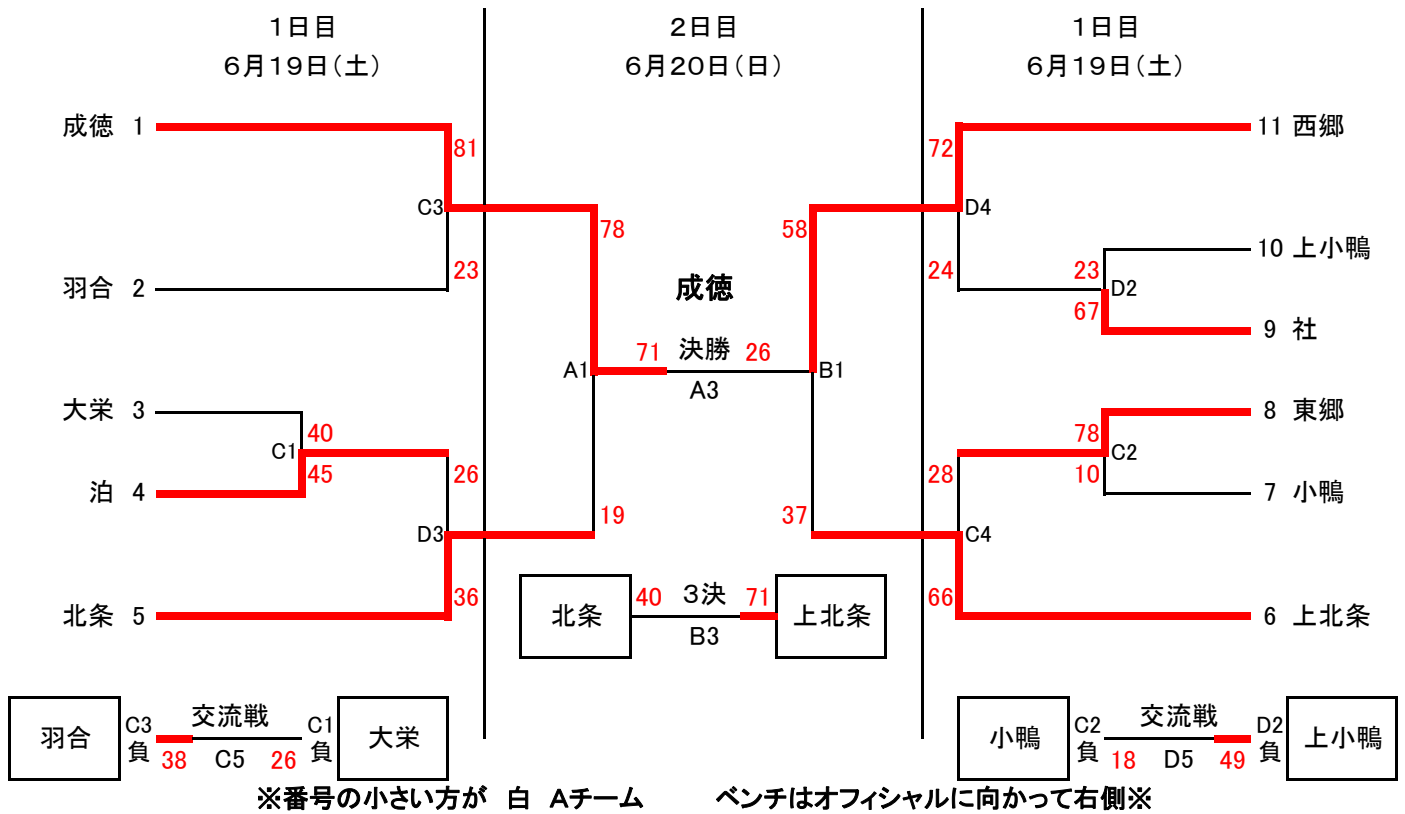 1日目
2日目
1日目
6月19日(土)
6月20日(日)
6月19日(土)
成徳 1
81
72
11 西郷
C3
D4
78
58
23
24
羽合 2
成徳
23
10 上小鴨
D2
67
9 社
71 決勝 26
A1
A3
B1
大栄 3
40
C1
45
泊 4
26
28
78
8 東郷
C2
10
7 小鴨
19
37
D3
C4
36
66
北条 5
北条
40 3決 71
B3
上北条
6 上北条
羽合
C3
負
交流戦
38 C5 26
C1
負
大栄
小鴨
C2
負
交流戦
18 D5 49
D2
負
上小鴨
※番号の小さい方が 白 Aチーム ベンチはオフィシャルに向かって右側※